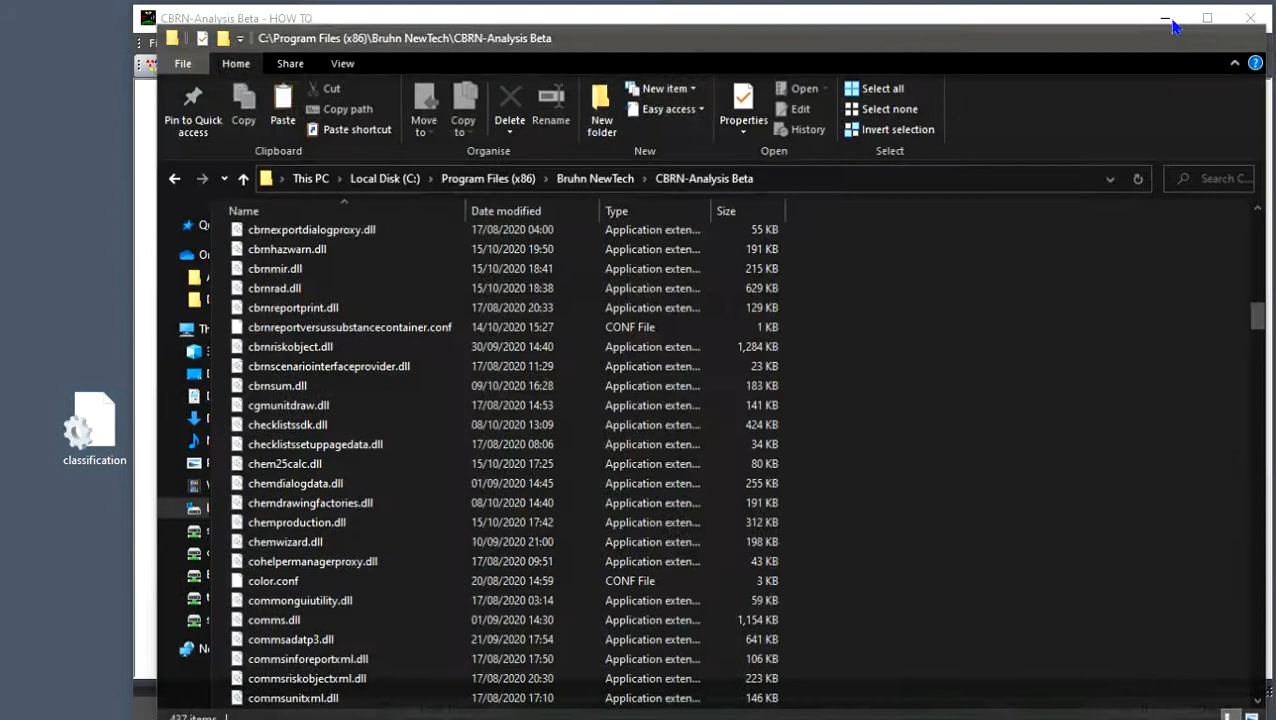 CBRN-Analysis Beta - HOW TO
C:\Program Files (x86)\Bruhn NewTech\CBRN-Analysis Beta
File Home Share View
Pin to Quick access
Copy
Paste
Cut
Copy path
Paste shortcut
Clipboard
Move to
Copy to
Delete
Rename
Organise
New folder
New item
Easy access
New
Properties
Open
Edit
History
Open
Select all
Select none
Invert selection
Select
This PC > Local Disk (C:) > Program Files (x86) > Bruhn NewTech > CBRN-Analysis Beta
Search C...
Name Date modified Type Size
cbrnexportdialogproxy.dll 17/08/2020 04:00 Application exten... 55 KB
cbrnhazwarn.dll 15/10/2020 19:50 Application exten... 191 KB
cbrnmir.dll 15/10/2020 18:41 Application exten... 215 KB
cbrnrad.dll 15/10/2020 18:38 Application exten... 629 KB
cbrnreportprint.dll 17/08/2020 20:33 Application exten... 129 KB
cbrnreportversussubstancecontainer.conf 14/10/2020 15:27 CONF File 1 KB
cbrnriskobject.dll 30/09/2020 14:40 Application exten... 1,284 KB
cbrnscenariointerfaceprovider.dll 17/08/2020 11:29 Application exten... 23 KB
cbrnsum.dll 09/10/2020 16:28 Application exten... 183 KB
cgmunitdraw.dll 17/08/2020 14:53 Application exten... 141 KB
checklistssdk.dll 08/10/2020 13:09 Application exten... 424 KB
checklistssetuppagedata.dll 17/08/2020 08:06 Application exten... 34 KB
chem25calc.dll 15/10/2020 17:25 Application exten... 80 KB
chemdialogdata.dll 01/09/2020 14:45 Application exten... 255 KB
chemdrawingfactories.dll 08/10/2020 14:40 Application exten... 191 KB
chemproduction.dll 15/10/2020 17:42 Application exten... 312 KB
chemwizard.dll 10/09/2020 21:00 Application exten... 198 KB
cohelpermanagerproxy.dll 17/08/2020 09:51 Application exten... 43 KB
color.conf 20/08/2020 14:59 CONF File 3 KB
commonguiutility.dll 17/08/2020 03:14 Application exten... 59 KB
comms.dll 01/09/2020 14:30 Application exten... 1,154 KB
commsadatp3.dll 21/09/2020 17:54 Application exten... 641 KB
commsinforeportxml.dll 17/08/2020 17:50 Application exten... 106 KB
commsriskobjectxml.dll 17/08/2020 20:30 Application exten... 223 KB
commsunitxml.dll 17/08/2020 17:10 Application exten... 146 KB
classification
437 items